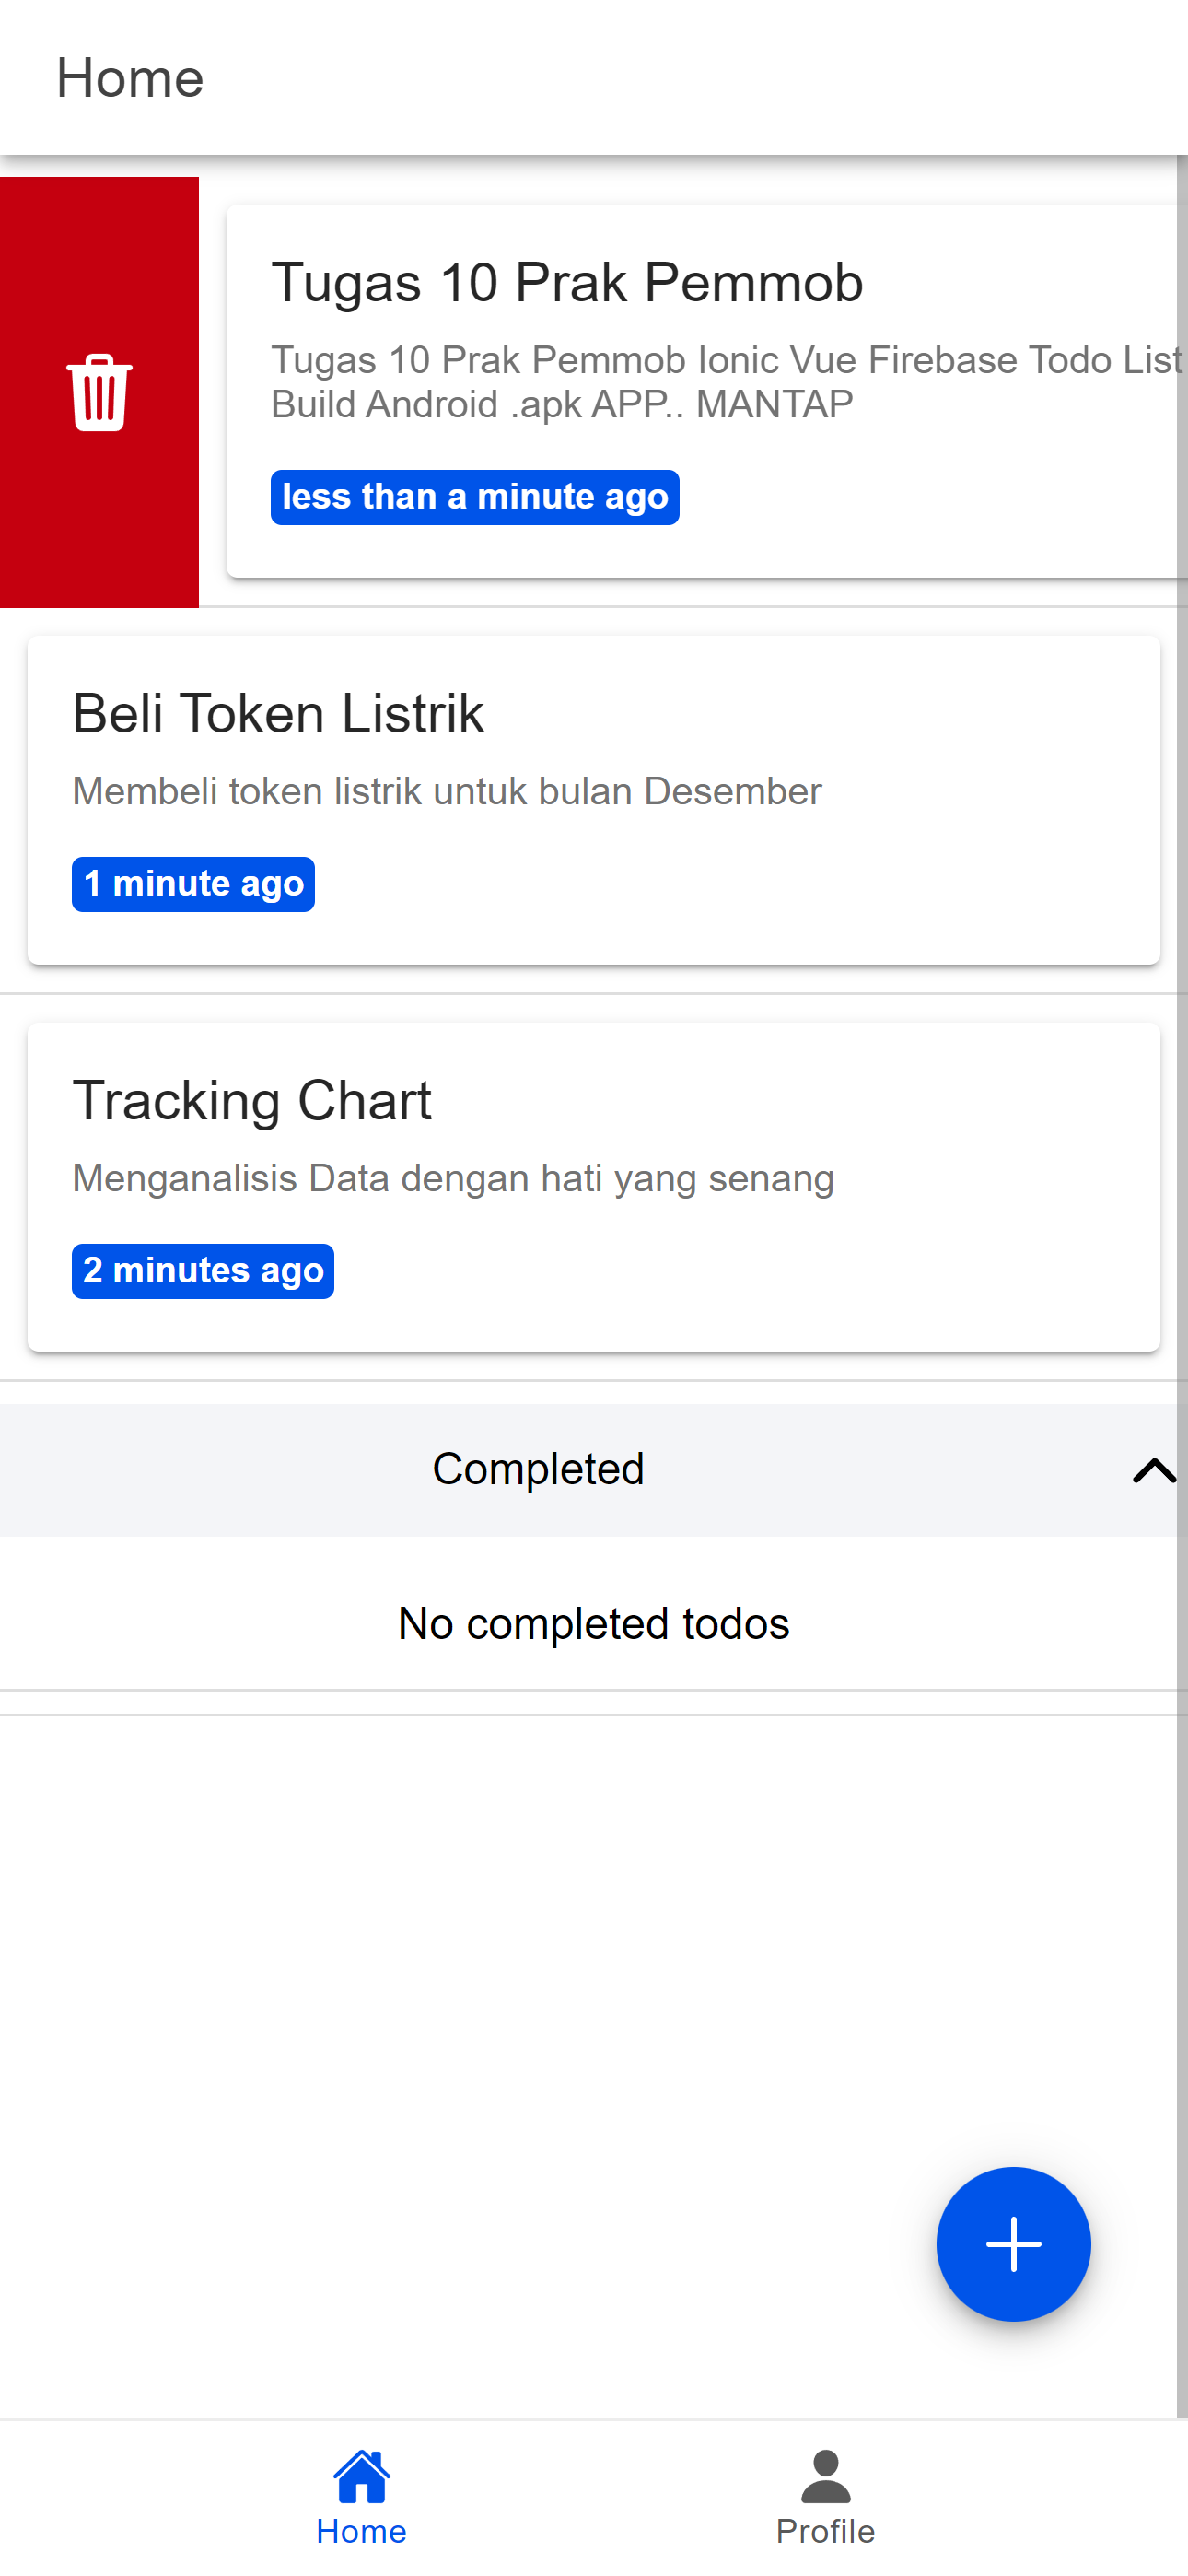 Home
Tugas 10 Prak Pemmob
Tugas 10 Prak Pemmob Ionic Vue Firebase Todo List
Build Android .apk APP.. MANTAP
less than a minute ago
Beli Token Listrik
Membeli token listrik untuk bulan Desember
1 minute ago
Tracking Chart
Menganalisis Data dengan hati yang senang
2 minutes ago
Completed
No completed todos
Home
Profile